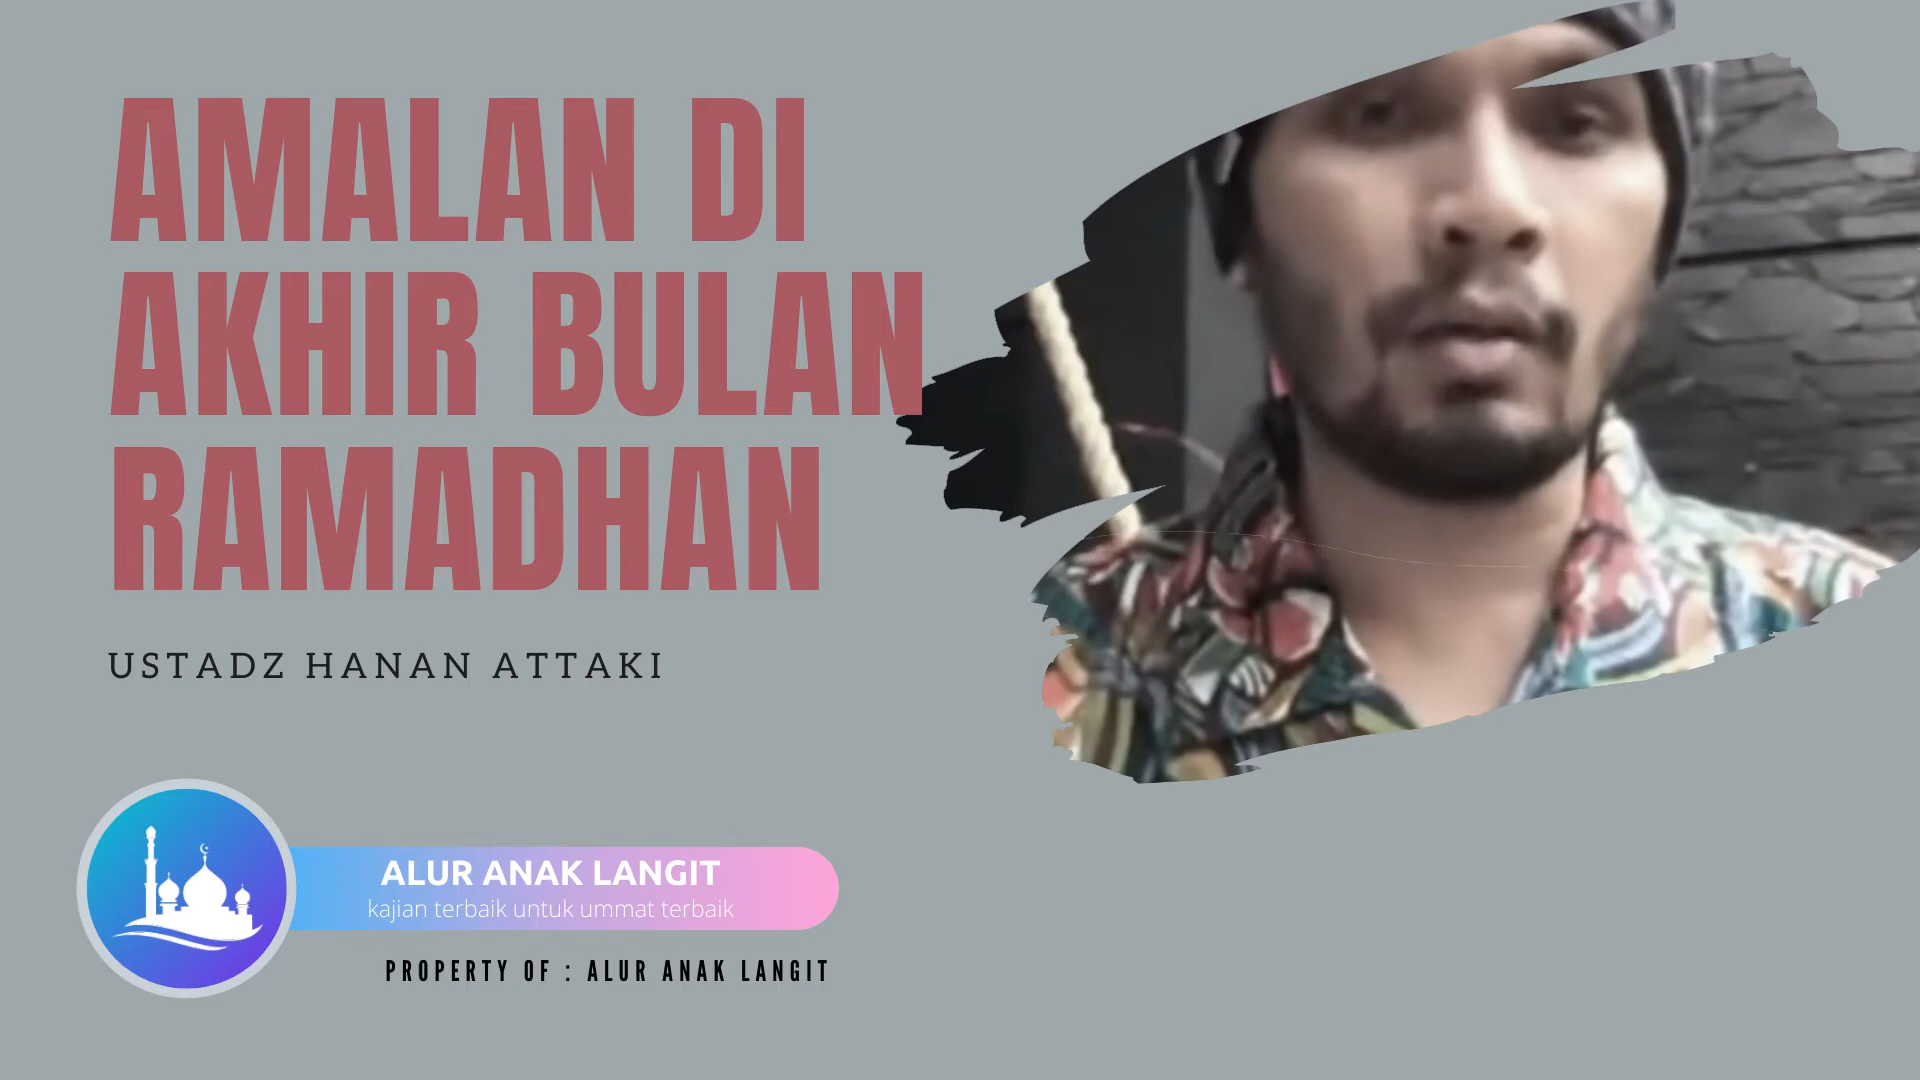 AMALAN DI
AKHIR BULAN
RAMADHAN
USTADZ HANAN ATTAKI
ALUR ANAK LANGIT
kajian terbaik untuk ummat terbaik
PROPERTY OF : ALUR ANAK LANGIT